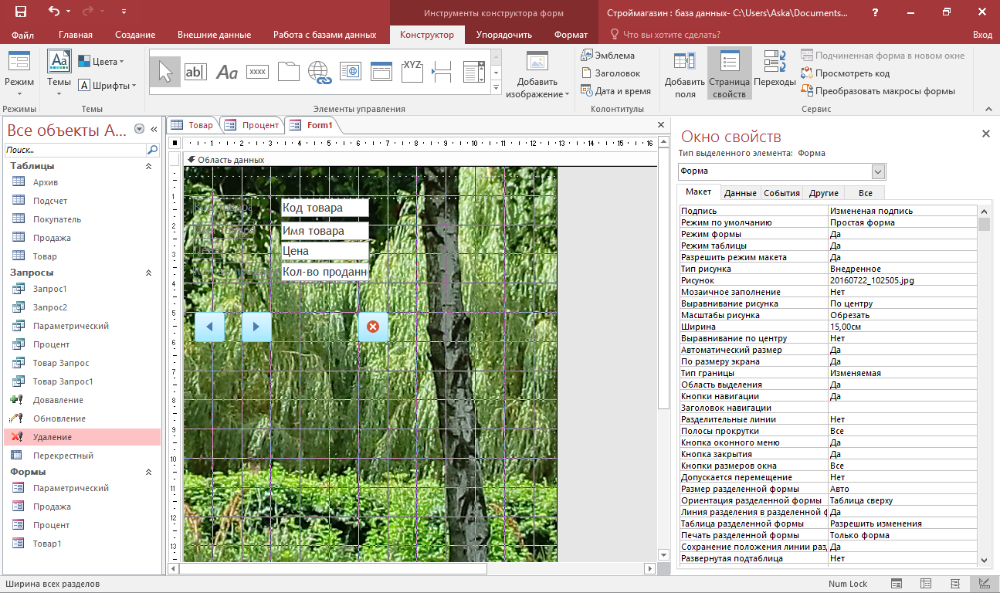 Инструменты конструктора форм
Строймагазин : база данных- C:\Users\Aska\Documents...
?
Файл
Главная
Создание
Внешние данные
Работа с базами данных
Конструктор
Упорядочить
Формат
Что вы хотите сделать?
Вход
Режим
Режимы
Aa
Темы
Цвета
A
Шрифты
Темы
ab
Aa
xxxx
XYZ
Элементы управления
Добавить
изображение
Эмблема
Заголовок
Дата и время
Колонтитулы
Добавить
поля
Страница
свойств
Переходы
Подчиненная форма в новом окне
Просмотреть код
Преобразовать макросы формы
Сервис
Все объекты A...
Поиск...
Таблицы
Архив
Подсчет
Покупатель
Продажа
Товар
Запросы
Запрос1
Запрос2
Параметрический
Процент
Товар Запрос
Товар Запрос1
Довавление
Обновление
Удаление
Перекрестный
Формы
Параметрический
Продажа
Процент
Товар1
Товар
Процент
Form1
1 2 3 4 5 6 7 8 9 10 11 12 13 14 15 16
Область данных
1
2
3
4
5
6
7
8
9
10
11
12
13
Код товара
Код товара
Имя товара
Имя товара
Цена
Цена
Кол-во проданн
Окно свойств
Тип выделенного элемента: Форма
Форма
Макет
Данные
События
Другие
Все
Подпись Измененая подпись
Режим по умолчанию Простая форма
Режим формы Да
Режим таблицы Да
Разрешить режим макета Да
Тип рисунка Внедренное
Рисунок 20160722_102505.jpg
Мозаичное заполнение Нет
Выравнивание рисунка По центру
Масштабы рисунка Обрезать
Ширина 15,00см
Выравнивание по центру Нет
Автоматический размер Да
По размеру экрана Да
Тип границы Изменяемая
Область выделения Да
Кнопки навигации Да
Заголовок навигации
Разделительные линии Нет
Полосы прокрутки Все
Кнопка оконного меню Да
Кнопка закрытия Да
Кнопки размеров окна Все
Допускается перемещение Нет
Размер разделенной формы Авто
Ориентация разделенной формы Таблица сверху
Линия разделения в разделенной ф Да
Таблица разделенной формы Разрешить изменения
Печать разделенной формы Только форма
Сохранение положения линии раз Да
Развернутая подтаблица Нет
Ширина всех разделов
Num Lock